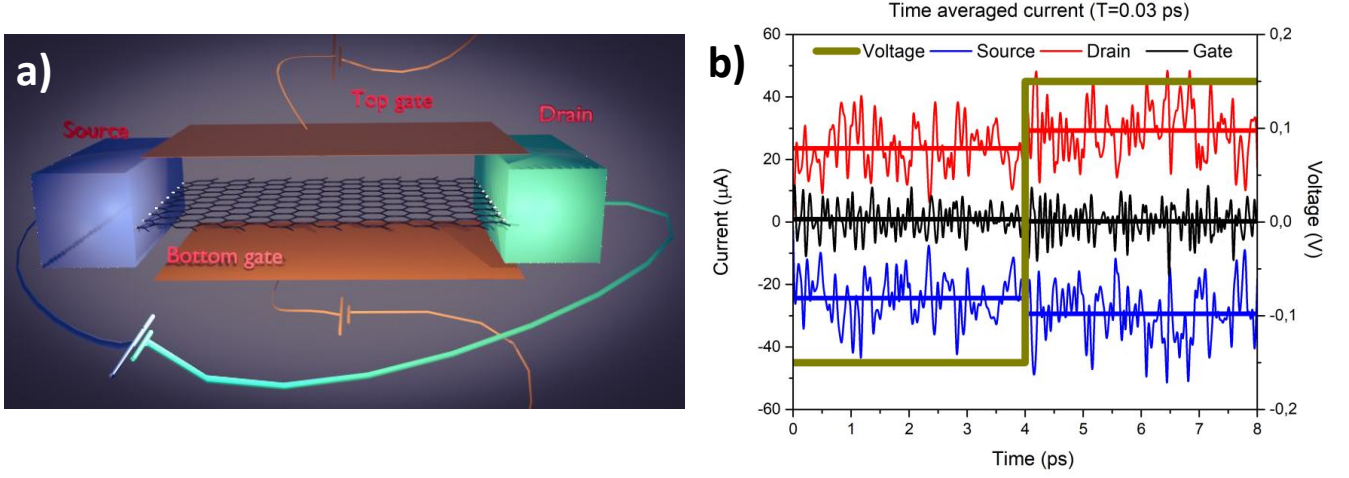 a)
Source
Top gate
Drain
Bottom gate
b)
Time averaged current (T=0.03 ps)
Voltage Source Drain Gate
Current (µA)
60
40
20
0
-20
-40
-60
0,2
0,1
0,0
-0,1
-0,2
Voltage (V)
0 1 2 3 4 5 6 7 8
Time (ps)